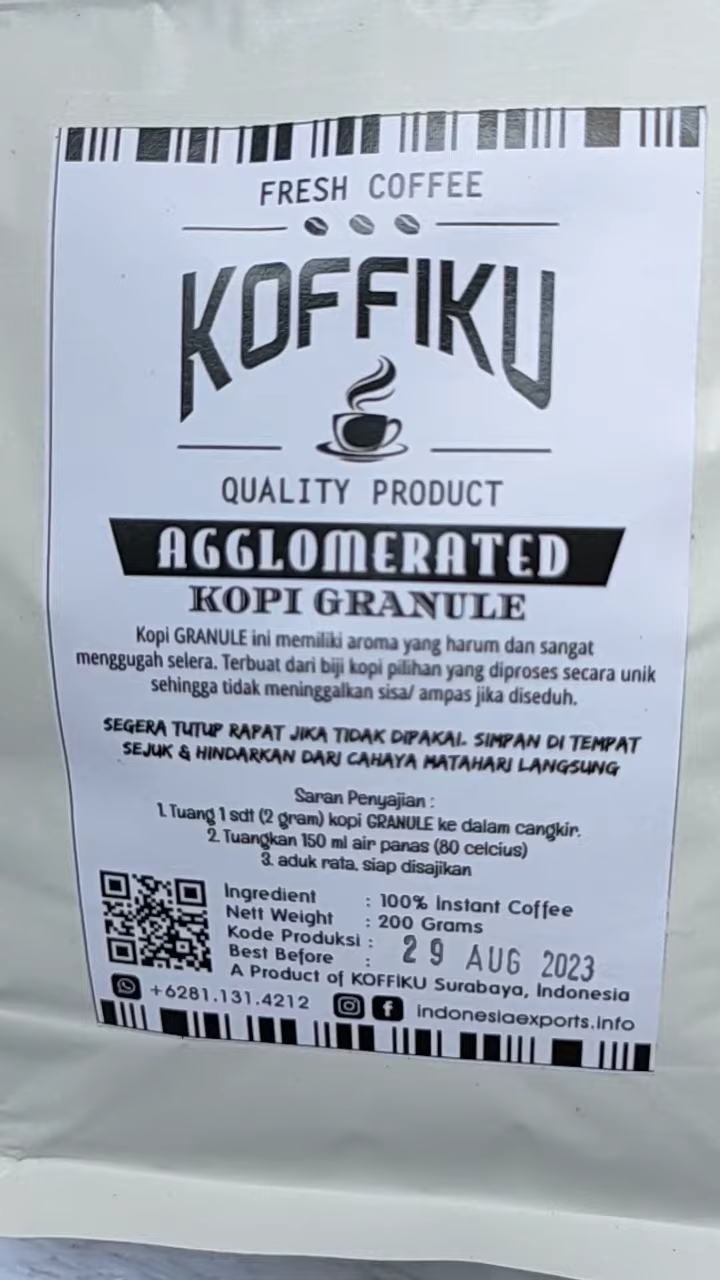 FRESH COFFEE
KOFFIKU
QUALITY PRODUCT
AGGLOMERATED
KOPI GRANULE
Kopi GRANULE ini memiliki aroma yang harum dan sangat
menggugah selera. Terbuat dari biji kopi pilihan yang diproses secara unik
sehingga tidak meninggalkan sisa/ ampas jika diseduh.
SEGERA TUTUP RAPAT JIKA TIDAK DIPAKAI. SIMPAN DI TEMPAT
SEJUK & HINDARKAN DARI CAHAYA MATAHARI LANGSUNG
Saran Penyajian :
1. Tuang 1 sdt (2 gram) kopi GRANULE ke dalam cangkir.
2. Tuangkan 150 ml air panas (80 celcius)
3. aduk rata, siap disajikan
Ingredient : 100% Instant Coffee
Nett Weight : 200 Grams
Kode Produksi :
Best Before : 29 AUG 2023
A Product of KOFFIKU Surabaya, Indonesia
+6281.131.4212 indonesiaexports.info